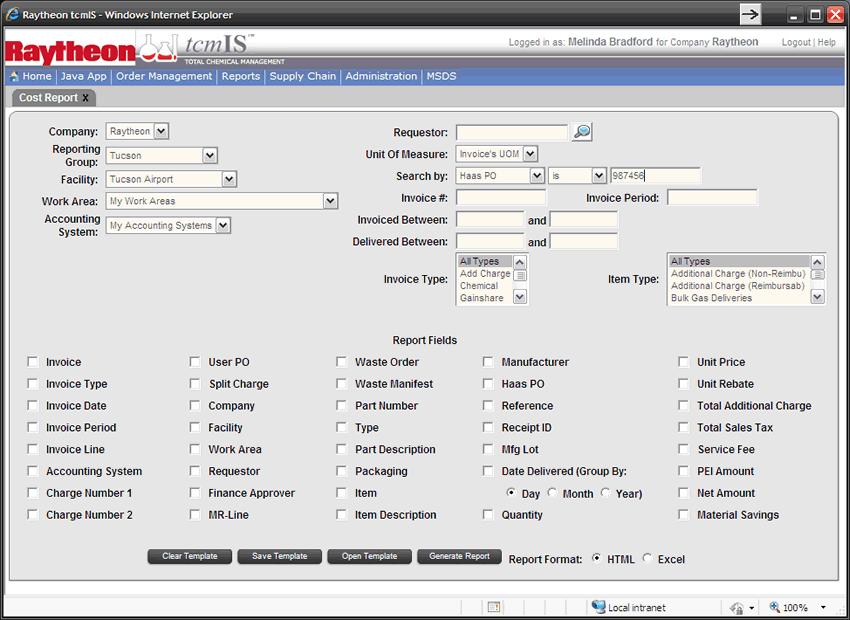 Raytheon tcmIS - Windows Internet Explorer
Raytheon tcmIS™ TOTAL CHEMICAL MANAGEMENT
Logged in as: Melinda Bradford for Company Raytheon Logout | Help
Home Java App Order Management Reports Supply Chain Administration MSDS
Cost Report X
Company: Raytheon
Reporting Group: Tucson
Facility: Tucson Airport
Work Area: My Work Areas
Accounting System: My Accounting Systems
Requestor:
Unit Of Measure: Invoice's UOM
Search by: Haas PO is 987456
Invoice #: Invoice Period:
Invoiced Between: and
Delivered Between: and
Invoice Type:
All Types
Add Charge
Chemical
Gainshare
Item Type:
All Types
Additional Charge (Non-Reimbu)
Additional Charge (Reimbursab)
Bulk Gas Deliveries
Report Fields
Invoice User PO Waste Order Manufacturer Unit Price
Invoice Type Split Charge Waste Manifest Haas PO Unit Rebate
Invoice Date Company Part Number Reference Total Additional Charge
Invoice Period Facility Type Receipt ID Total Sales Tax
Invoice Line Work Area Part Description Mfg Lot Service Fee
Accounting System Requestor Packaging Date Delivered (Group By: PEI Amount
Charge Number 1 Finance Approver Item Day Month Year) Net Amount
Charge Number 2 MR-Line Item Description Quantity Material Savings
Clear Template Save Template Open Template Generate Report Report Format: HTML Excel
Local intranet 100%